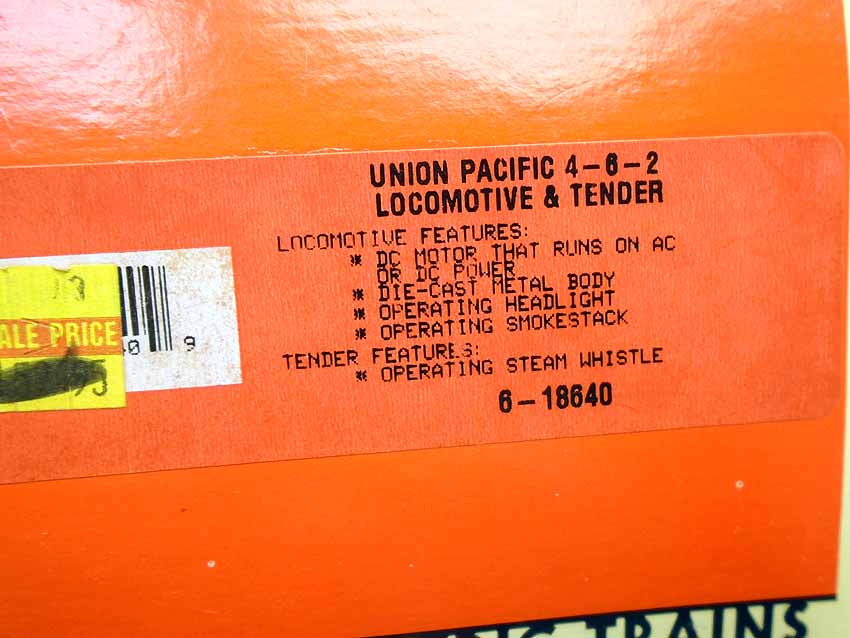 UNION PACIFIC 4-6-2
LOCOMOTIVE & TENDER
LOCOMOTIVE FEATURES:
* DC MOTOR THAT RUNS ON AC
OR DC POWER
* DIE-CAST METAL BODY
* OPERATING HEADLIGHT
* OPERATING SMOKESTACK
TENDER FEATURES:
* OPERATING STEAM WHISTLE
6-18640
ALE PRICE
9
TRAINS